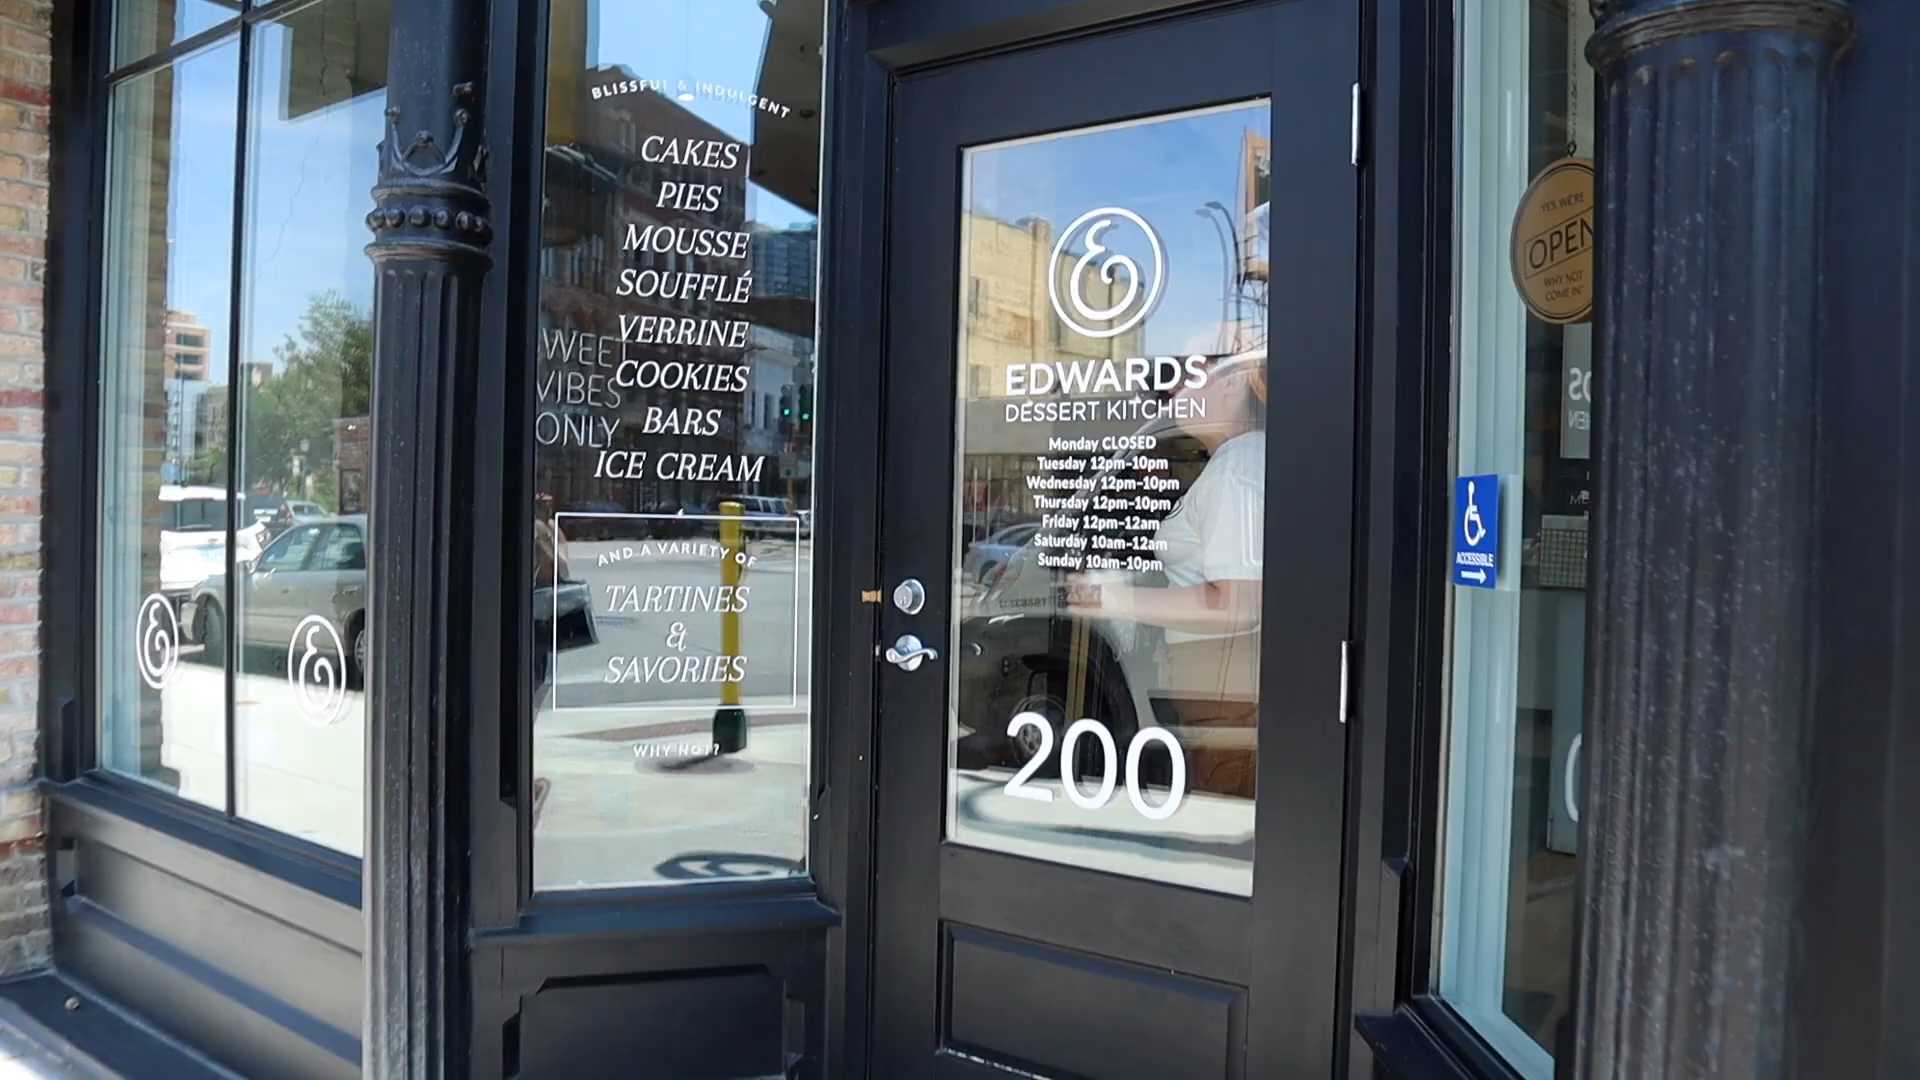 BLISSFUL & INDULGENT
CAKES
PIES
MOUSSE
SOUFFLÉ
VERRINE
COOKIES
BARS
ICE CREAM
VIBES
ONLY
AND A VARIETY OF
TARTINES
&
SAVORIES
WHY NOT?
&
EDWARDS
DESSERT KITCHEN
Monday CLOSED
Tuesday 12pm-10pm
Wednesday 12pm-10pm
Thursday 12pm-10pm
Friday 12pm-12am
Saturday 10am-12am
Sunday 10am-10pm
200
YES, WE'RE
OPEN
WHY NOT
COME IN?
ACCESSIBLE
&
&